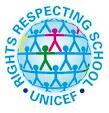 RIGHTS RESPECTING SCHOOL
• UNICEF •